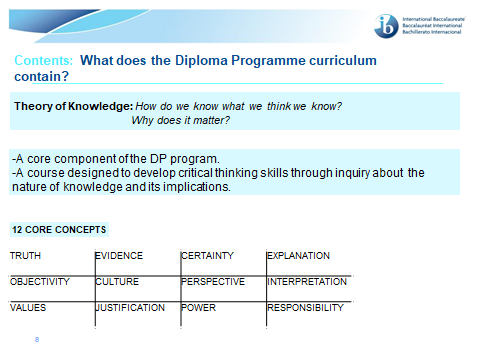 International Baccalaureate
Baccalauréat International
Bachillerato Internacional
Contents: What does the Diploma Programme curriculum
contain?
Theory of Knowledge: How do we know what we think we know?
Why does it matter?
-A core component of the DP program.
-A course designed to develop critical thinking skills through inquiry about the
nature of knowledge and its implications.
12 CORE CONCEPTS
TRUTH EVIDENCE CERTAINTY EXPLANATION
OBJECTIVITY CULTURE PERSPECTIVE INTERPRETATION
VALUES JUSTIFICATION POWER RESPONSIBILITY
8